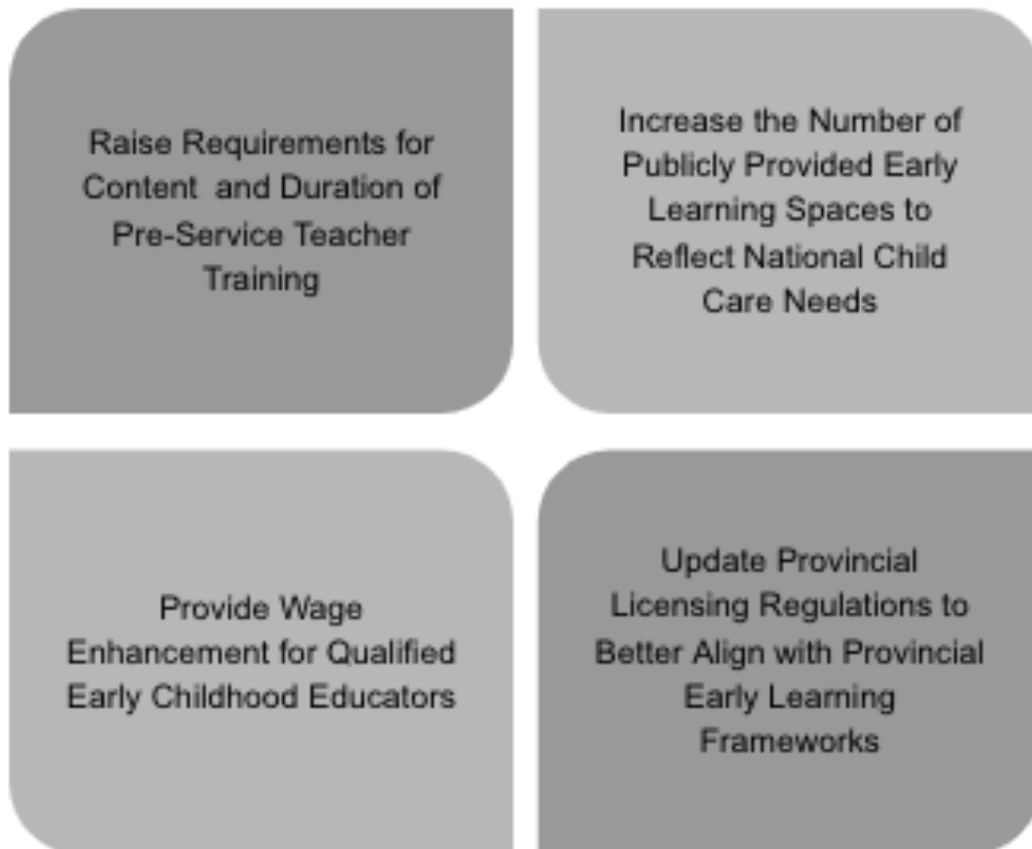 Raise Requirements for
Content and Duration of
Pre-Service Teacher
Training
Increase the Number of
Publicly Provided Early
Learning Spaces to
Reflect National Child
Care Needs
Provide Wage
Enhancement for Qualified
Early Childhood Educators
Update Provincial
Licensing Regulations to
Better Align with Provincial
Early Learning
Frameworks